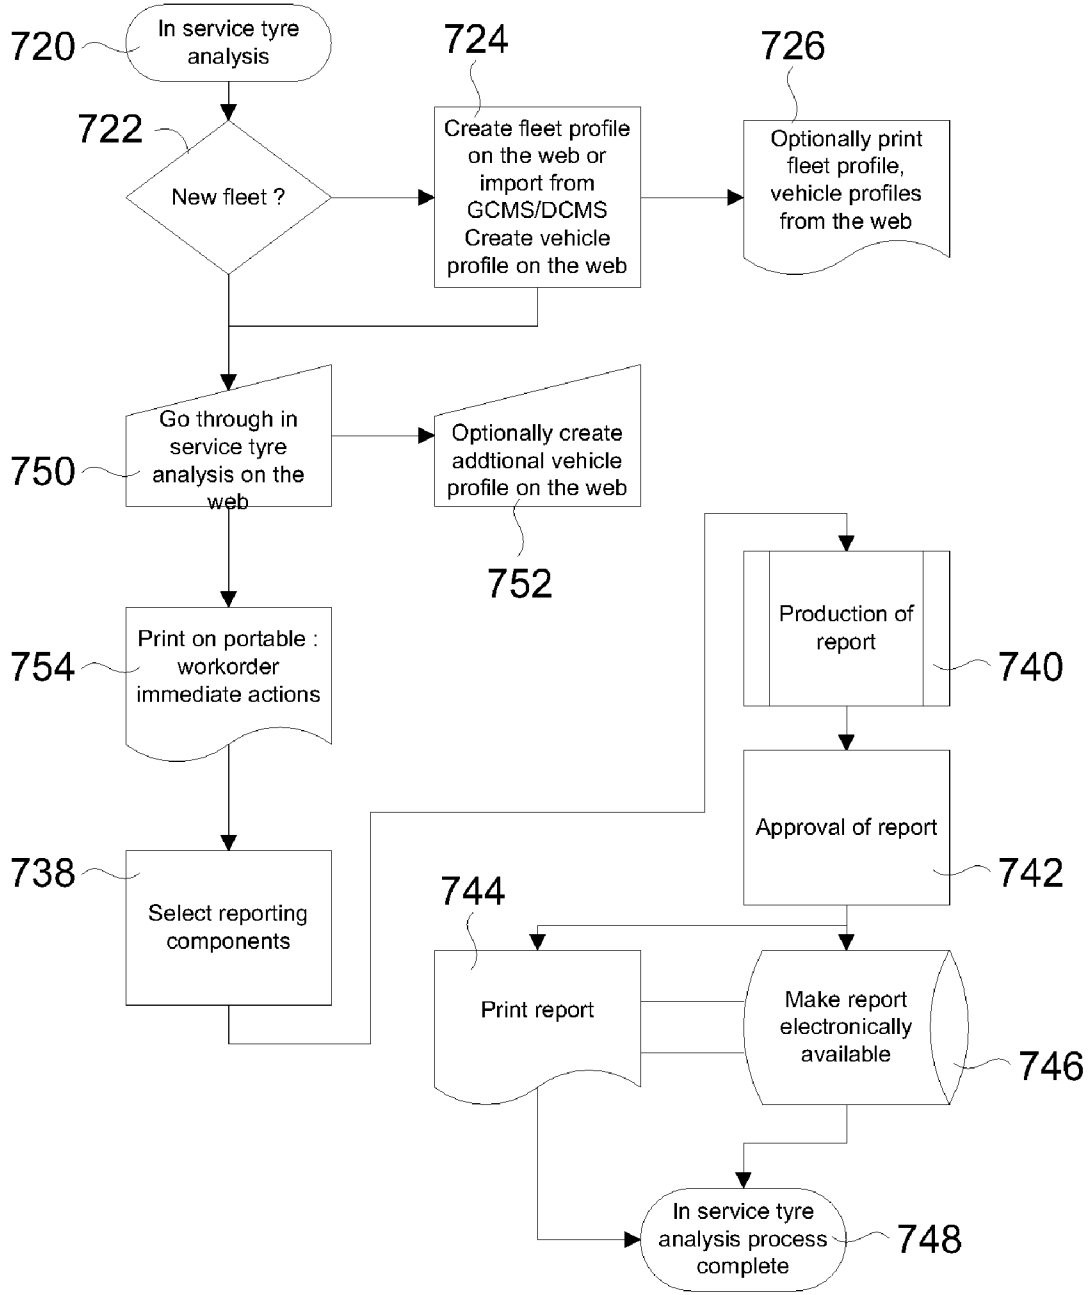 720
In service tyre
analysis
722
New fleet ?
724
Create fleet profile
on the web or
import from
GCMS/DCMS
Create vehicle
profile on the web
726
Optionally print
fleet profile,
vehicle profiles
from the web
750
Go through in
service tyre
analysis on the
web
Optionally create
addtional vehicle
profile on the web
752
754
Print on portable :
workorder
immediate actions
738
Select reporting
components
Production of
report
740
Approval of report
742
744
Print report
Make report
electronically
available
746
In service tyre
analysis process
complete
748